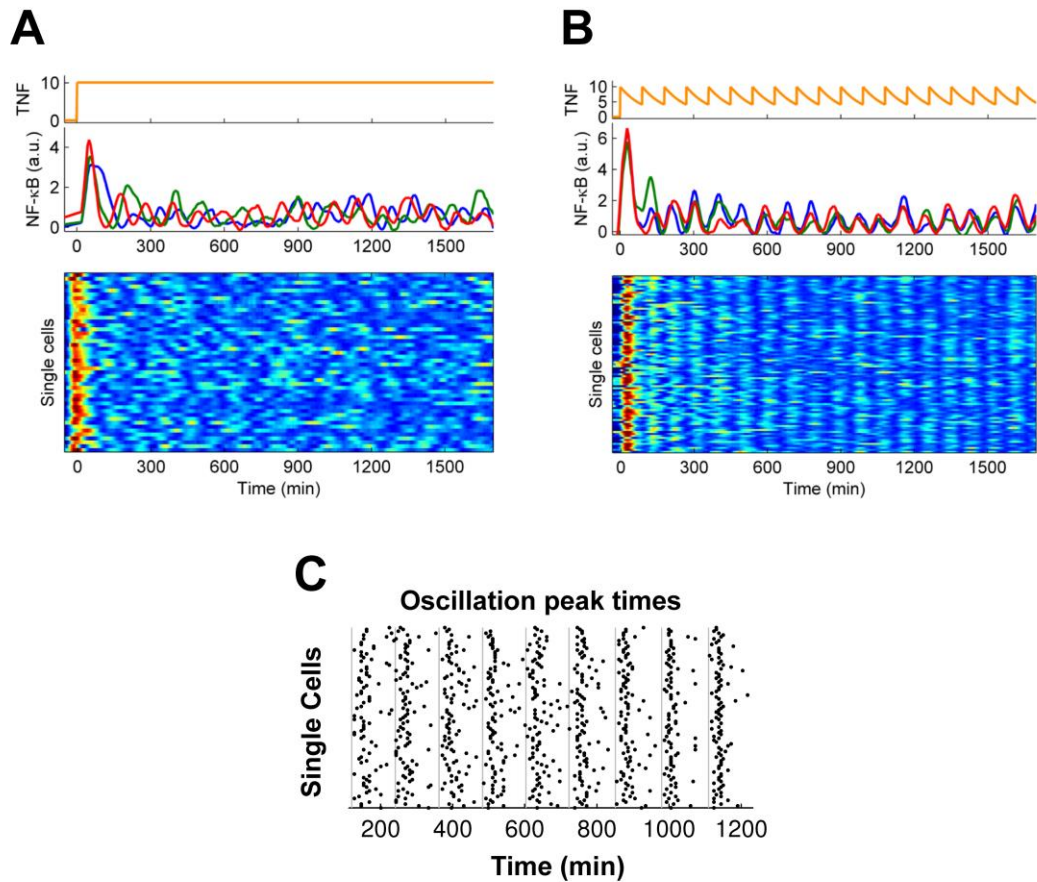 A
TNF
10
0
NF-κB (a.u.)
4
2
0
0 300 600 900 1200 1500
Single cells
0 300 600 900 1200 1500
Time (min)
B
TNF
10
5
0
NF-κB (a.u.)
6
4
2
0
0 300 600 900 1200 1500
Single cells
0 300 600 900 1200 1500
Time (min)
C
Oscillation peak times
Single Cells
200 400 600 800 1000 1200
Time (min)